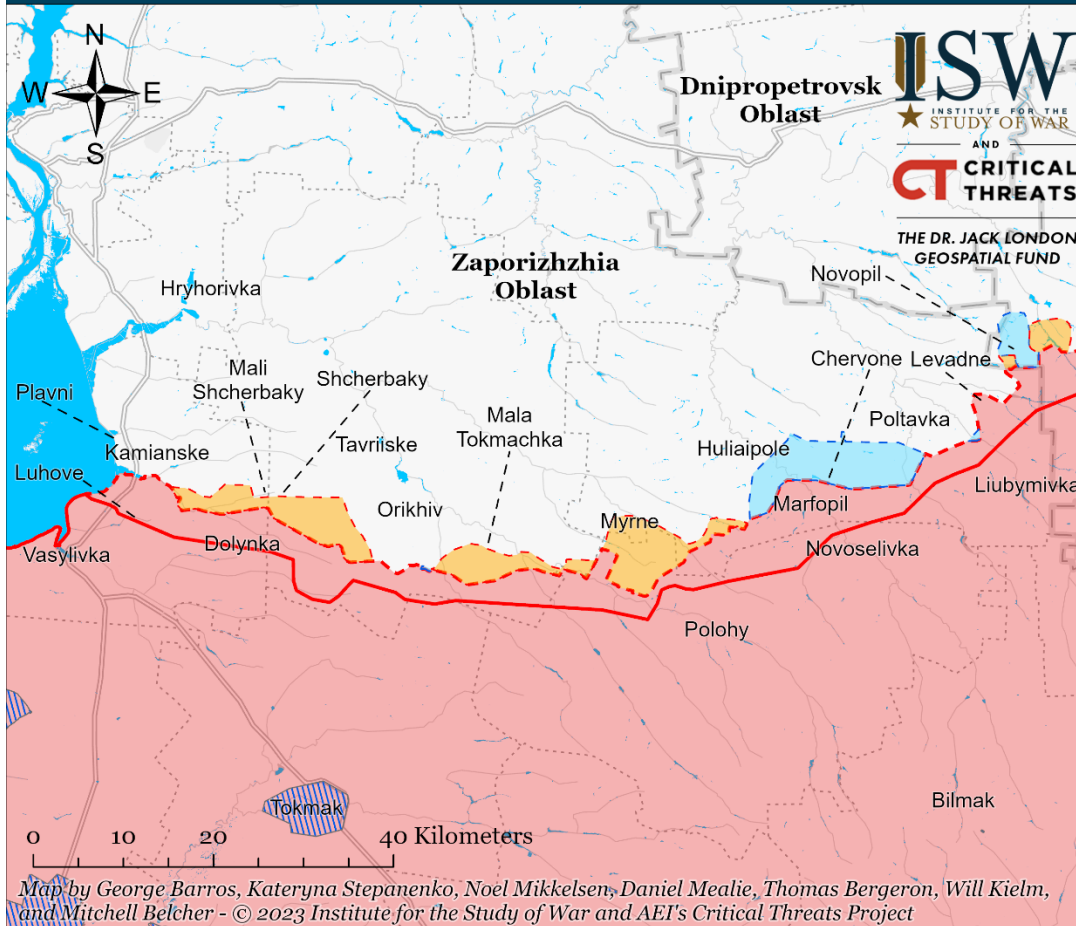 N
W
E
S
Dnipropetrovsk
Oblast
ISW
INSTITUTE FOR THE
STUDY OF WAR
AND
CT CRITICAL
THREATS
THE DR. JACK LONDON
GEOSPATIAL FUND
Zaporizhzhia
Oblast
Novopil
Hryhorivka
Mali
Shcherbaky
Shcherbaky
Chervone
Levadne
Plavni
Mala
Tokmachka
Poltavka
Kamianske
Tavriiske
Huliaipole
Luhove
Orikhiv
Myrne
Marfopil
Liubymivka
Vasylivka
Dolynka
Novoselivka
Polohy
Tokmak
Bilmak
0 10 20 40 Kilometers
Map by George Barros, Kateryna Stepanenko, Noel Mikkelsen, Daniel Mealie, Thomas Bergeron, Will Kielm,
and Mitchell Belcher - © 2023 Institute for the Study of War and AEI's Critical Threats Project